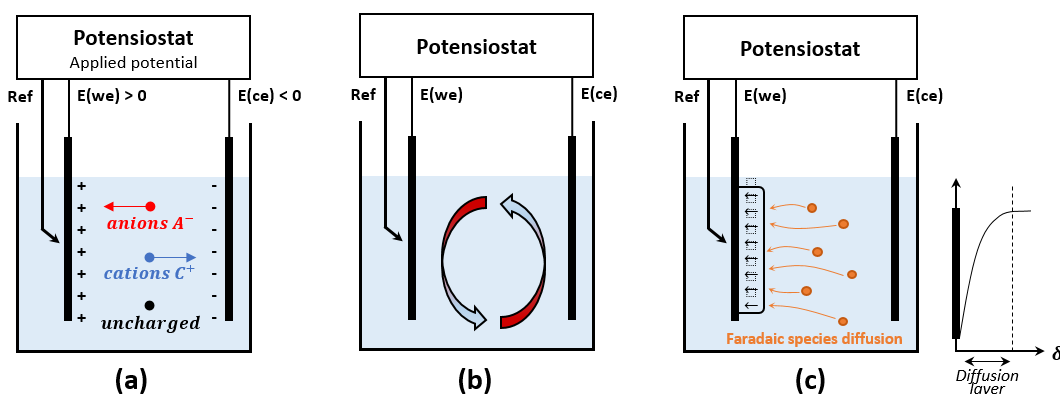 Potensiostat
Applied potential
Ref
E(we) > 0
E(ce) < 0
+ -
+ -
anions A⁻
+ -
+ -
cations C⁺
+ -
+ -
+ -
uncharged
(a)
Potensiostat
Ref
E(we)
E(ce)
(b)
Potensiostat
Ref
E(we)
E(ce)
Faradaic species diffusion
(c)
δ
Diffusion
layer